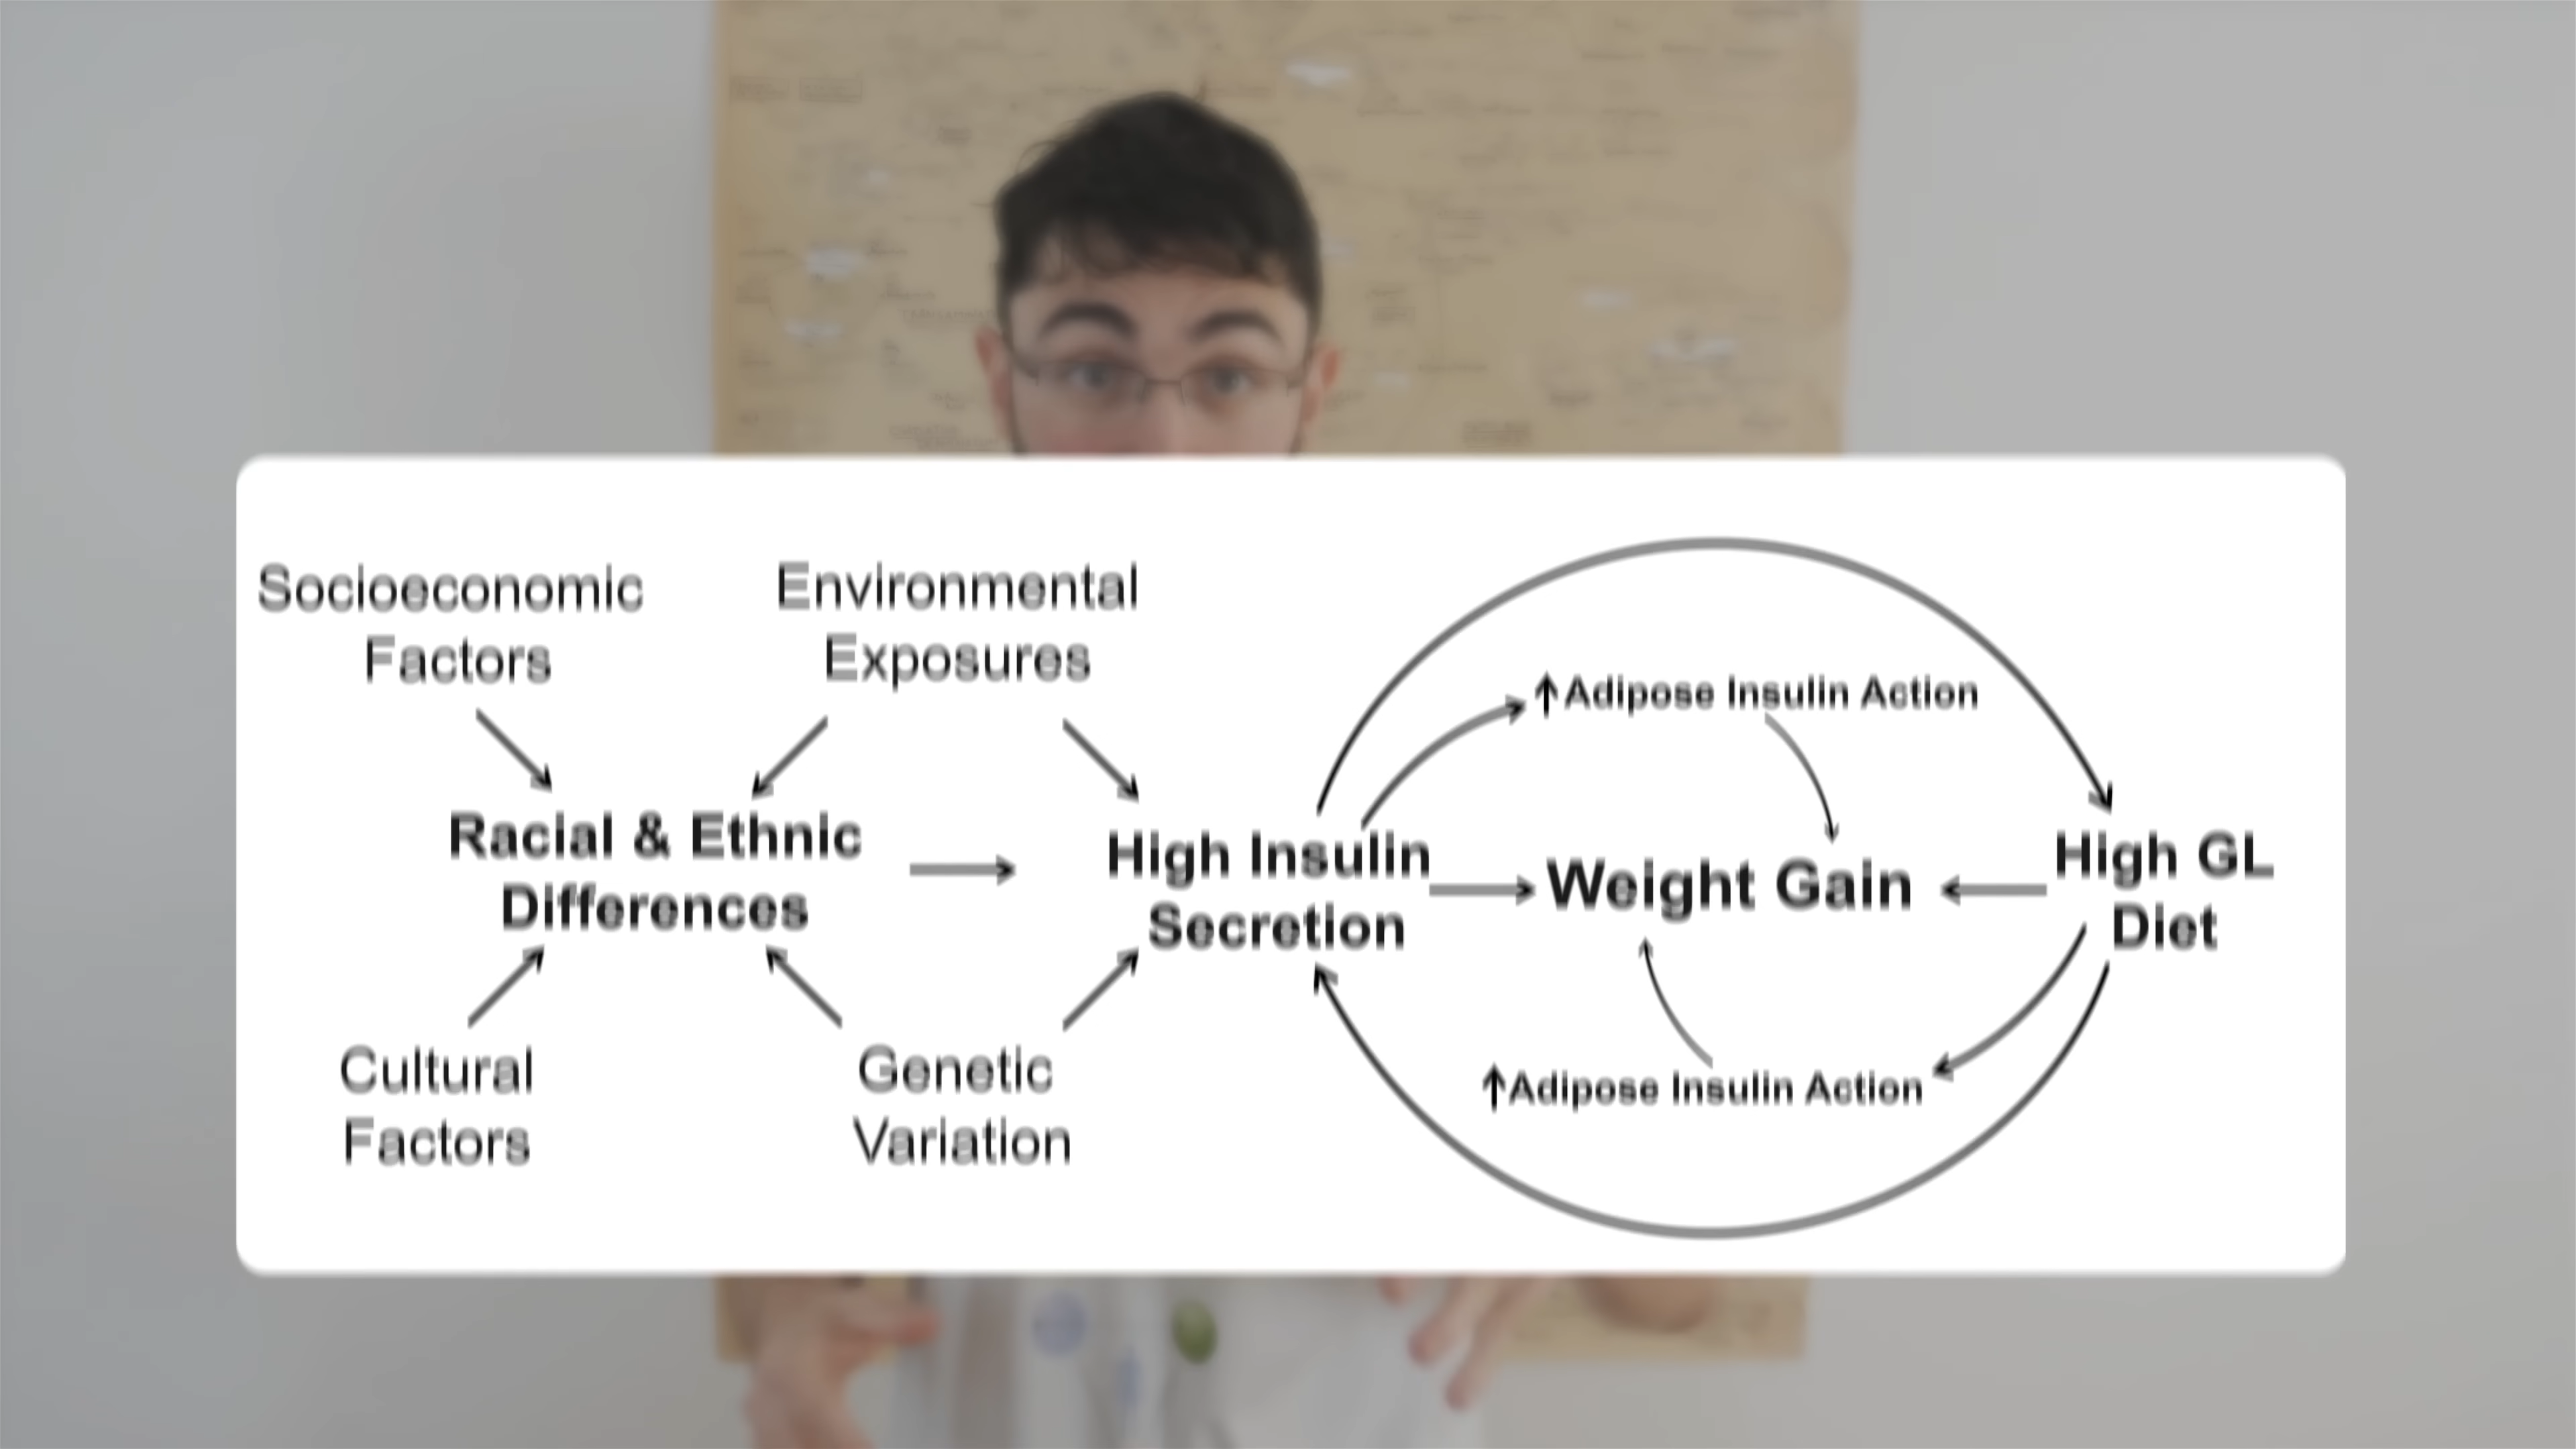 Socioeconomic
Factors
Environmental
Exposures
Racial & Ethnic
Differences
Cultural
Factors
Genetic
Variation
High Insulin
Secretion
↑Adipose Insulin Action
Weight Gain
↑Adipose Insulin Action
High GL
Diet